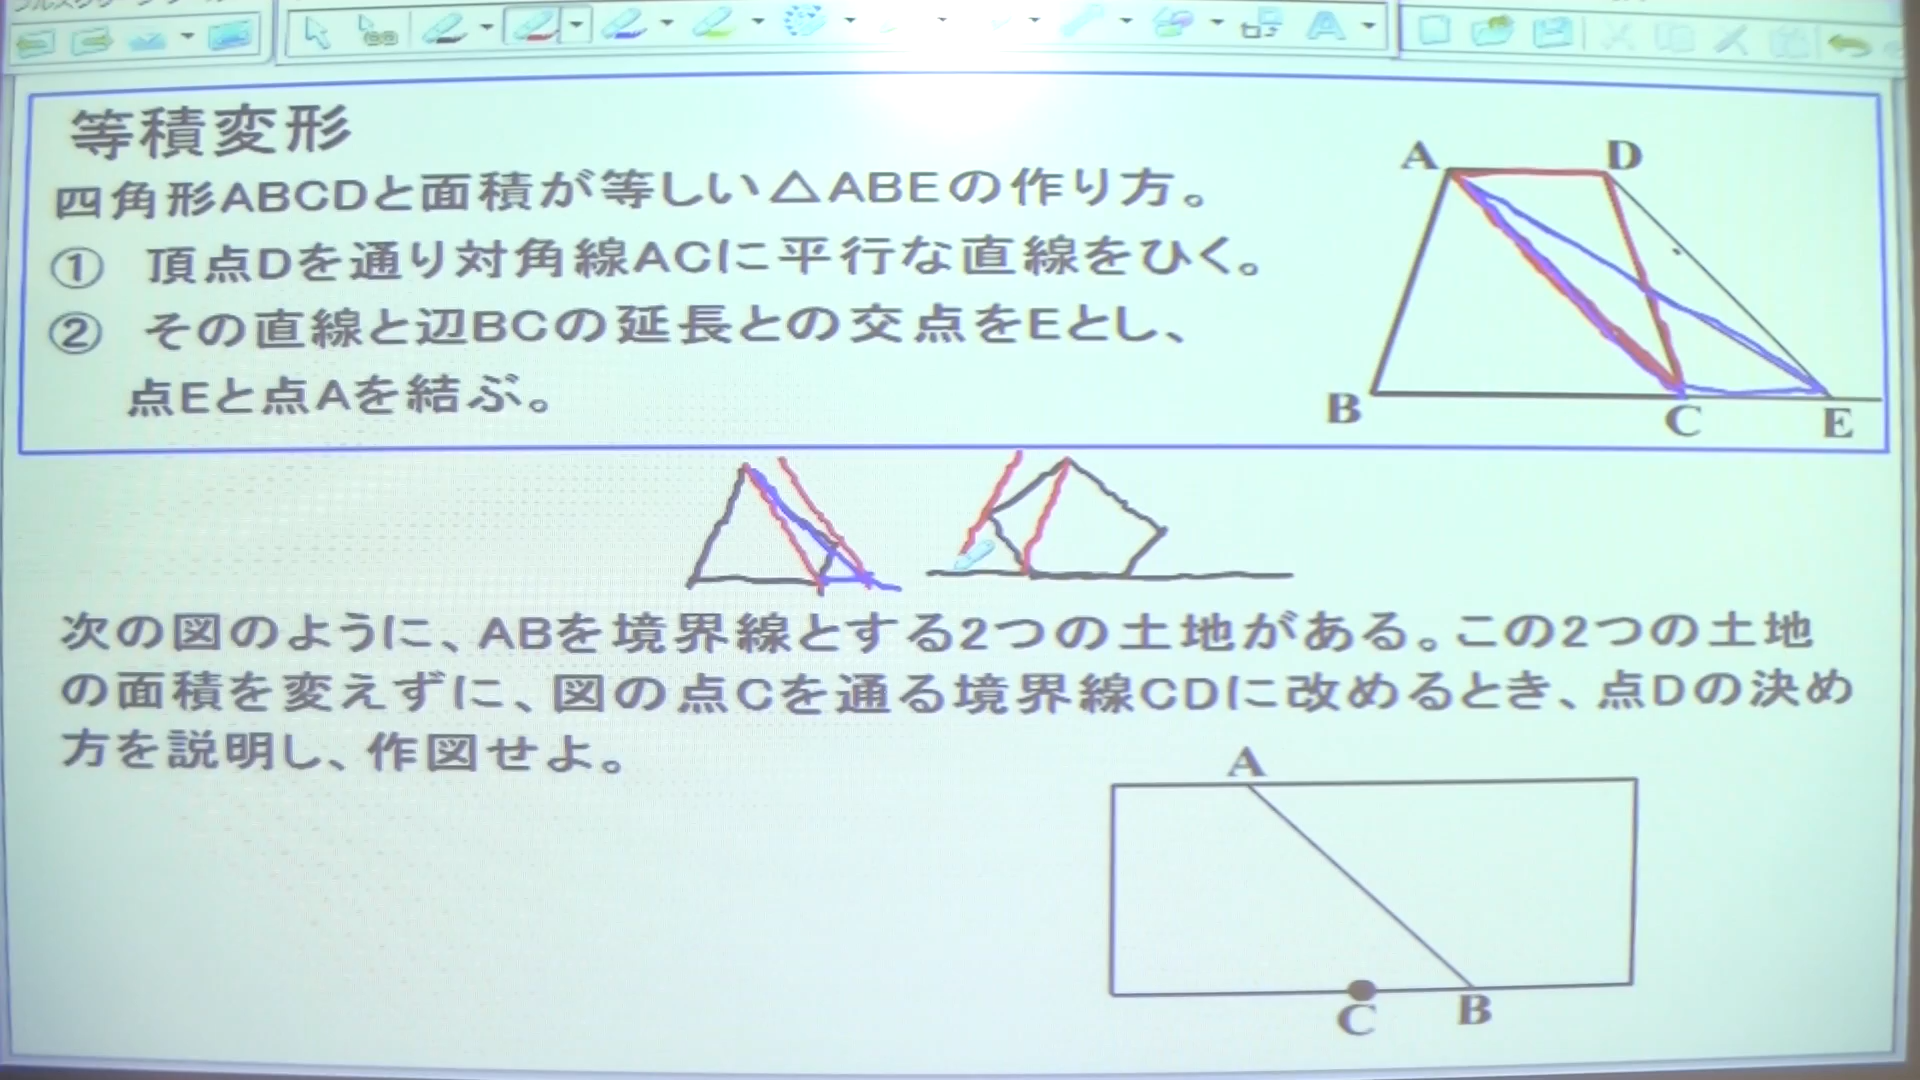 等積変形
四角形ABCDと面積が等しい△ABEの作り方。
① 頂点Dを通り対角線ACに平行な直線をひく。
② その直線と辺BCの延長との交点をEとし、
点Eと点Aを結ぶ。
A D
B C E
次の図のように、ABを境界線とする2つの土地がある。この2つの土地
の面積を変えずに、図の点Cを通る境界線CDに改めるとき、点Dの決め
方を説明し、作図せよ。
A
C B